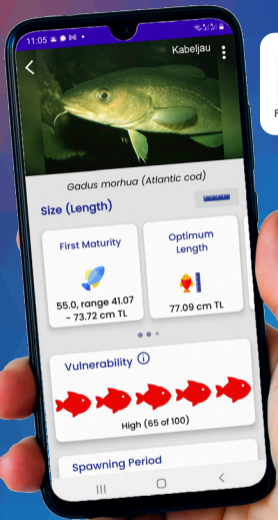 11:05
Kabeljau
Gadus morhua (Atlantic cod)
Size (Length)
First Maturity
55.0, range 41.07
- 73.72 cm TL
Optimum
Length
77.09 cm TL
Vulnerability
High (65 of 100)
Spawning Period